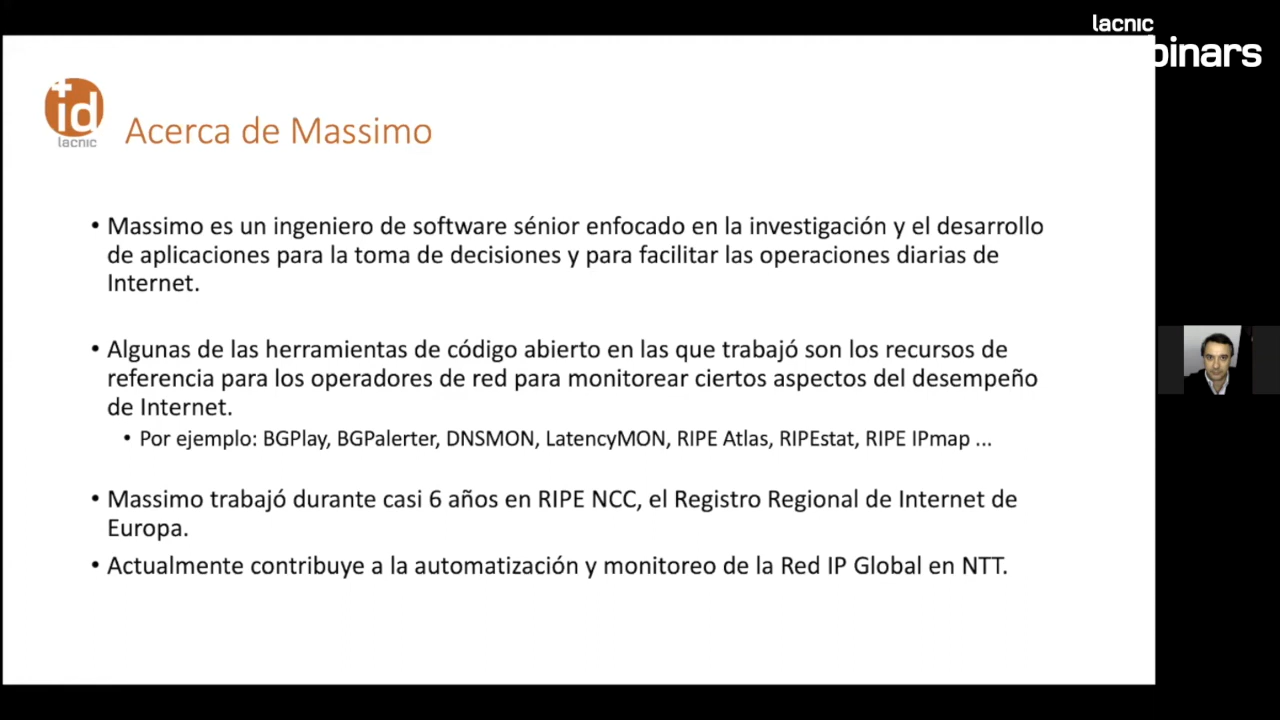 lacnic
binars
+
id
lacnic
Acerca de Massimo
• Massimo es un ingeniero de software sénior enfocado en la investigación y el desarrollo
de aplicaciones para la toma de decisiones y para facilitar las operaciones diarias de
Internet.
• Algunas de las herramientas de código abierto en las que trabajó son los recursos de
referencia para los operadores de red para monitorear ciertos aspectos del desempeño
de Internet.
• Por ejemplo: BGPlay, BGPalerter, DNSMON, LatencyMON, RIPE Atlas, RIPEstat, RIPE IPmap ...
• Massimo trabajó durante casi 6 años en RIPE NCC, el Registro Regional de Internet de
Europa.
• Actualmente contribuye a la automatización y monitoreo de la Red IP Global en NTT.